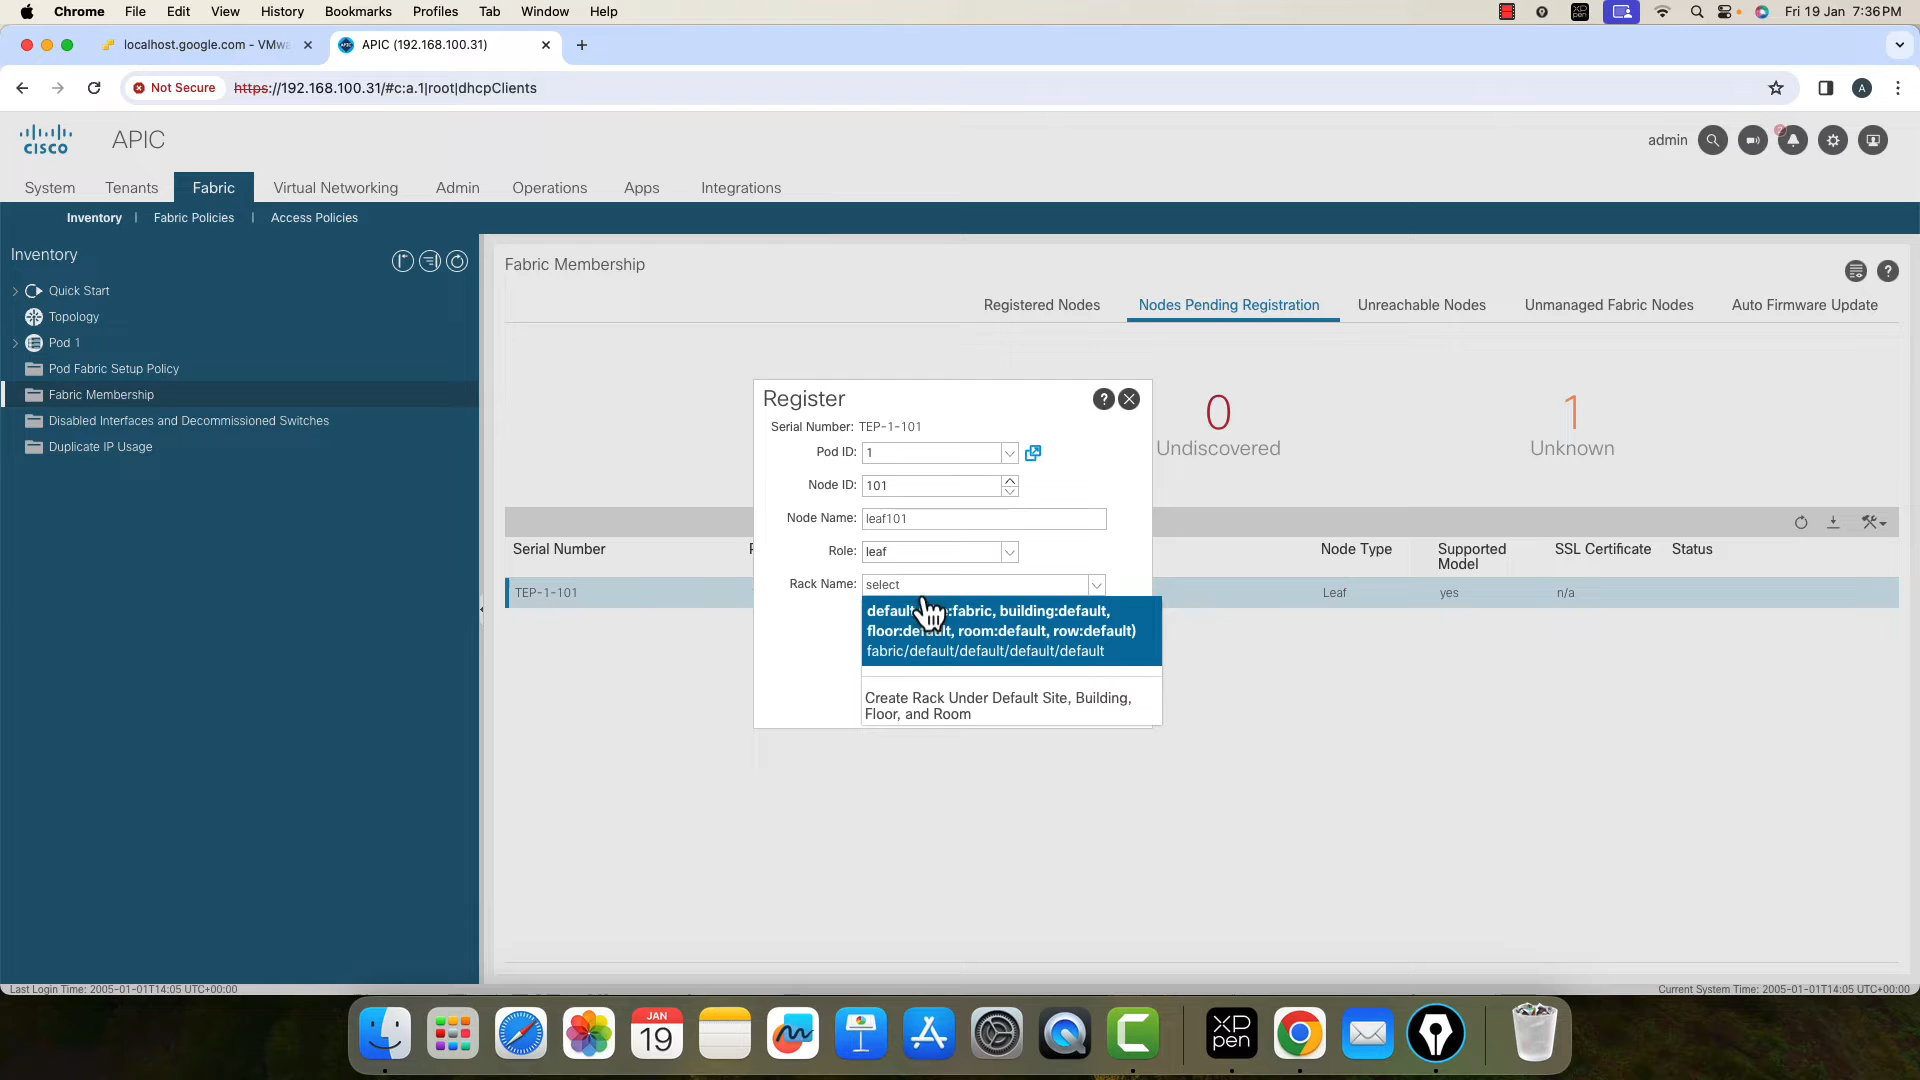 Chrome File Edit View History Bookmarks Profiles Tab Window Help
Fri 19 Jan 7:36 PM
localhost.google.com - VMwa
APIC (192.168.100.31)
Not Secure https://192.168.100.31/#c:a.1|root|dhcpClients
A
CISCO
APIC
admin
2
System Tenants Fabric Virtual Networking Admin Operations Apps Integrations
Inventory | Fabric Policies | Access Policies
Inventory
Quick Start
Topology
Pod 1
Pod Fabric Setup Policy
Fabric Membership
Disabled Interfaces and Decommissioned Switches
Duplicate IP Usage
Fabric Membership
Registered Nodes Nodes Pending Registration Unreachable Nodes Unmanaged Fabric Nodes Auto Firmware Update
0
Undiscovered
1
Unknown
Serial Number
Node Type
Supported
Model
SSL Certificate
Status
TEP-1-101
Leaf
yes
n/a
Register
Serial Number: TEP-1-101
Pod ID: 1
Node ID: 101
Node Name: leaf101
Role: leaf
Rack Name: select
default :fabric, building:default,
floor:default, room:default, row:default)
fabric/default/default/default/default
Create Rack Under Default Site, Building,
Floor, and Room
Last Login Time: 2005-01-01T14:05 UTC+00:00
Current System Time: 2005-01-01T14:05 UTC+00:00
JAN
19
XP
pen